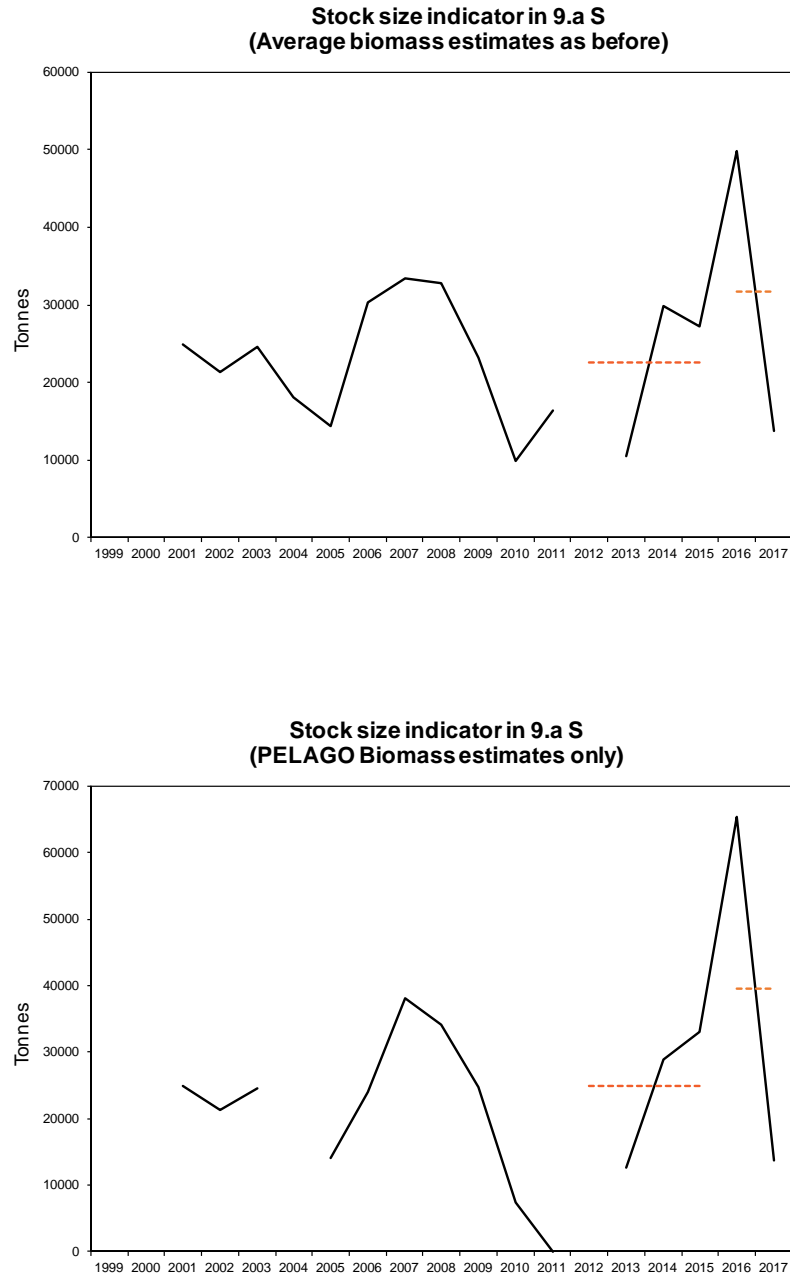 Stock size indicator in 9.a S
(Average biomass estimates as before)
60000
50000
40000
30000
20000
10000
0
Tonnes
1999 2000 2001 2002 2003 2004 2005 2006 2007 2008 2009 2010 2011 2012 2013 2014 2015 2016 2017
Stock size indicator in 9.a S
(PELAGO Biomass estimates only)
70000
60000
50000
40000
30000
20000
10000
0
Tonnes
1999 2000 2001 2002 2003 2004 2005 2006 2007 2008 2009 2010 2011 2012 2013 2014 2015 2016 2017